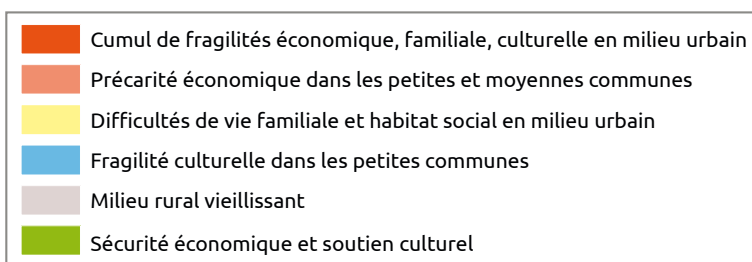 Cumul de fragilités économique, familiale, culturelle en milieu urbain
Précarité économique dans les petites et moyennes communes
Difficultés de vie familiale et habitat social en milieu urbain
Fragilité culturelle dans les petites communes
Milieu rural vieillissant
Sécurité économique et soutien culturel